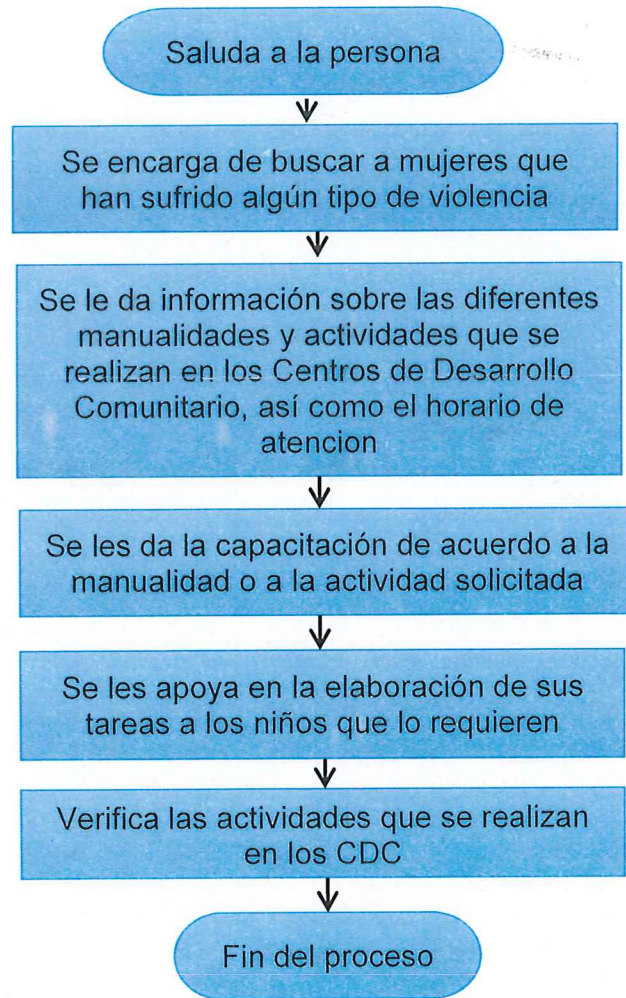 Saluda a la persona
Se encarga de buscar a mujeres que
han sufrido algún tipo de violencia
Se le da información sobre las diferentes
manualidades y actividades que se
realizan en los Centros de Desarrollo
Comunitario, así como el horario de
atencion
Se les da la capacitación de acuerdo a la
manualidad o a la actividad solicitada
Se les apoya en la elaboración de sus
tareas a los niños que lo requieren
Verifica las actividades que se realizan
en los CDC
Fin del proceso